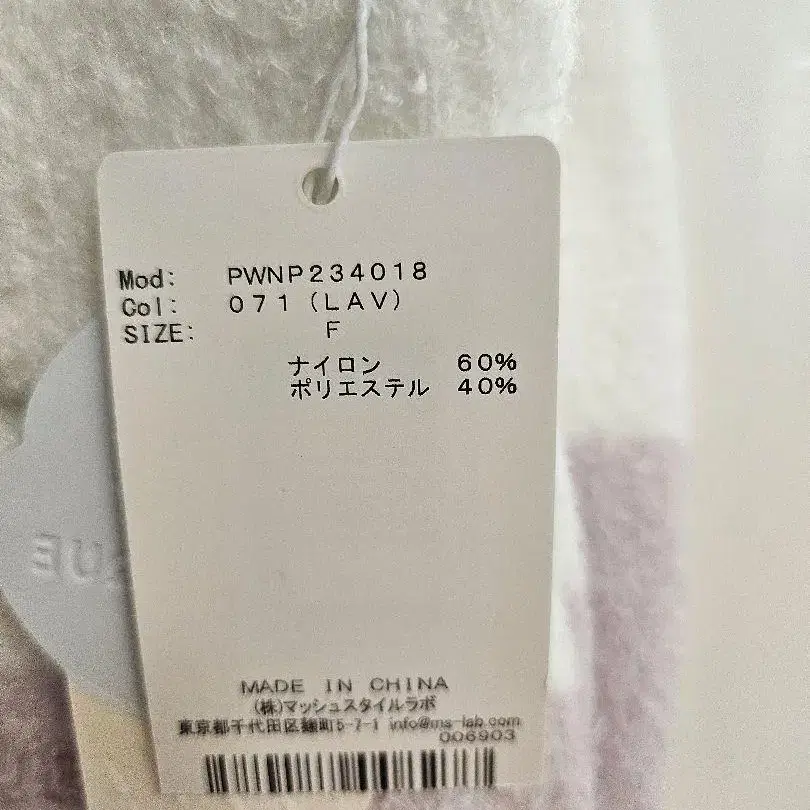 Mod: PWNP234018
Col: 071(LAV)
SIZE: F
ナイロン 60%
ポリエステル 40%
MADE IN CHINA
(株)マッシュスタイルラボ
東京都千代田区麹町5-7-1 info@ms-lab.com
006903